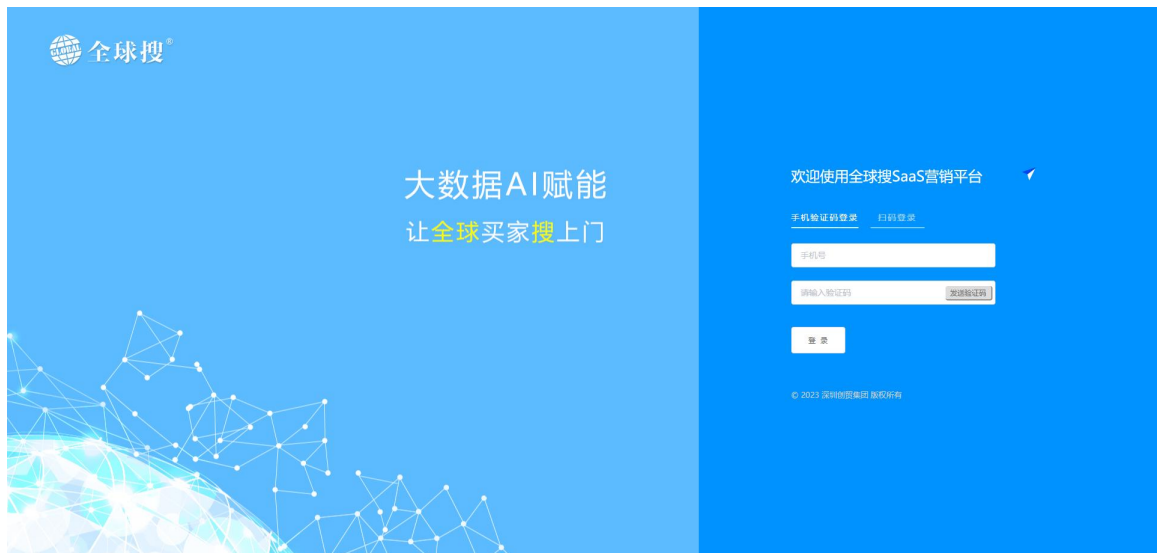 GLOBAL 全球搜®
大数据AI赋能
让全球买家搜上门
欢迎使用全球搜SaaS营销平台
手机验证码登录 扫码登录
手机号
请输入验证码 发送验证码
登 录
© 2023 深圳创贸集团 版权所有